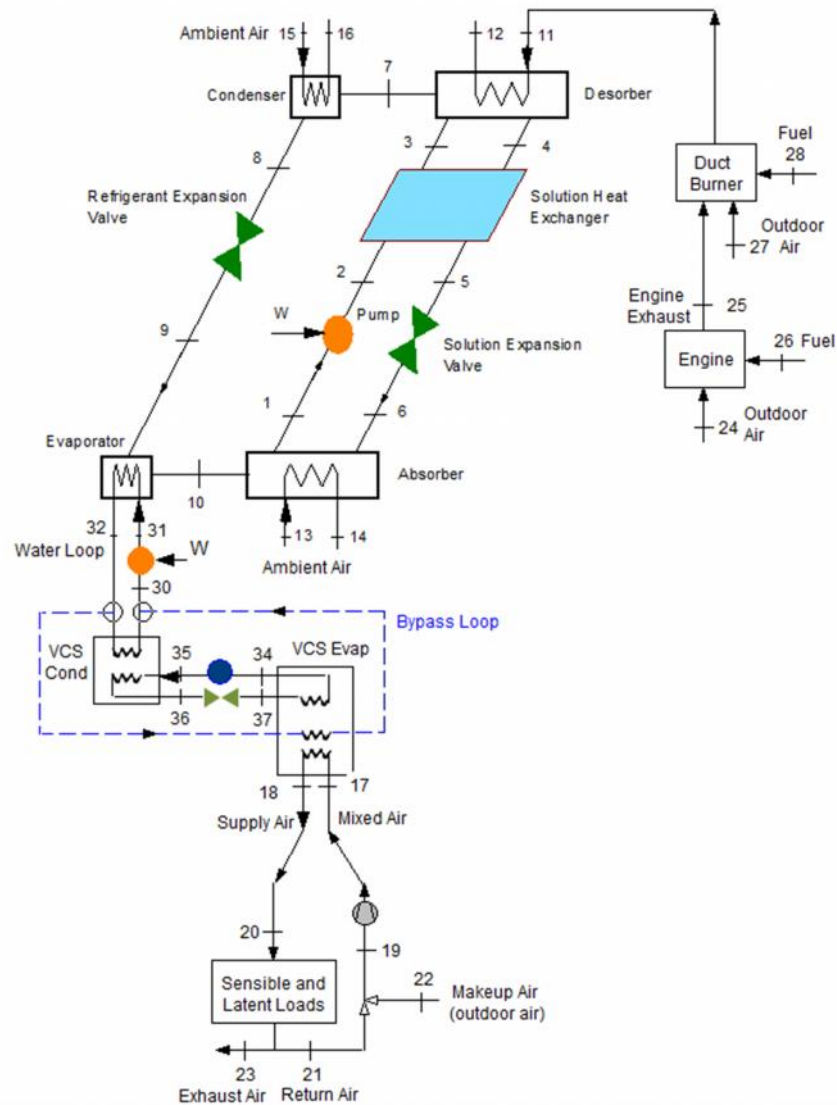 Ambient Air
15
16
12
11
Condenser
7
Desorber
3
4
8
Refrigerant Expansion
Valve
Solution Heat
Exchanger
Duct
Burner
Fuel
28
Outdoor
Air
27
2
5
9
W
Pump
Solution Expansion
Valve
Engine
Exhaust
25
26 Fuel
Engine
1
6
24
Outdoor
Air
Evaporator
10
Absorber
32
31
13
14
Water Loop
W
Ambient Air
30
Bypass Loop
VCS
Cond
35
34
VCS Evap
36
37
18
17
Supply Air
Mixed Air
20
19
Sensible and
Latent Loads
22
Makeup Air
(outdoor air)
23
21
Exhaust Air
Return Air